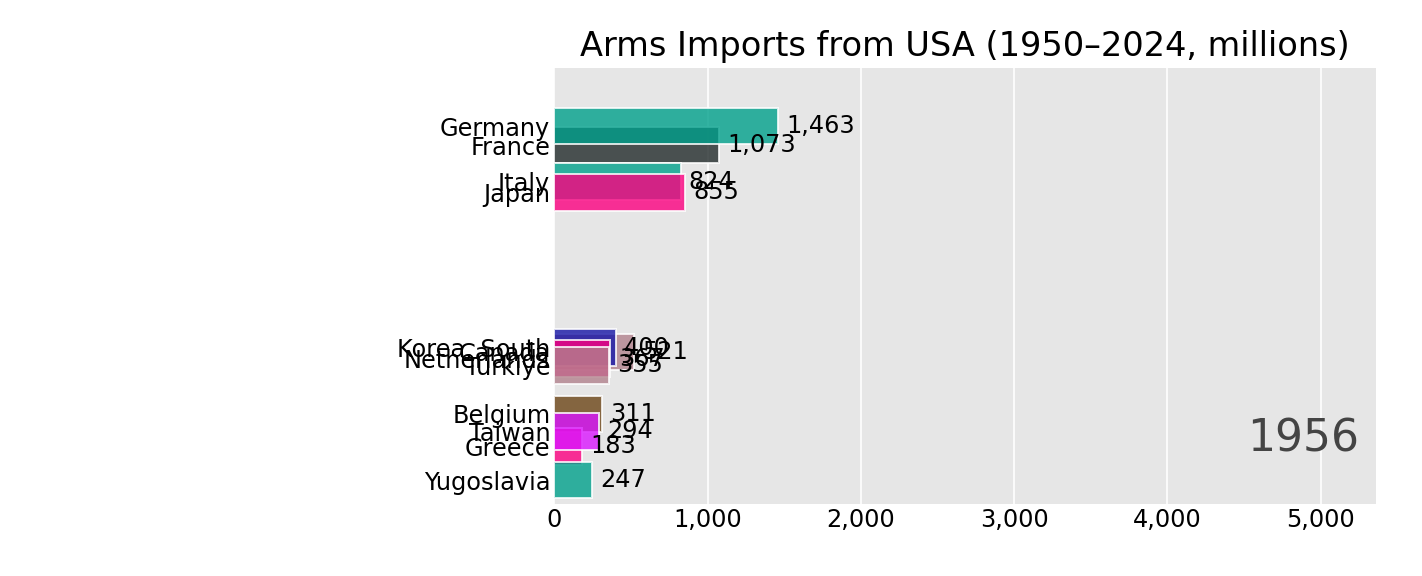 Arms Imports from USA (1950–2024, millions)
Germany 1,463
France 1,073
Italy 824
Japan 855
Korea, South 400
Canada 521
Netherlands
Türkiye 355
Belgium 311
Taiwan 294
Greece 183
Yugoslavia 247
1956
0 1,000 2,000 3,000 4,000 5,000